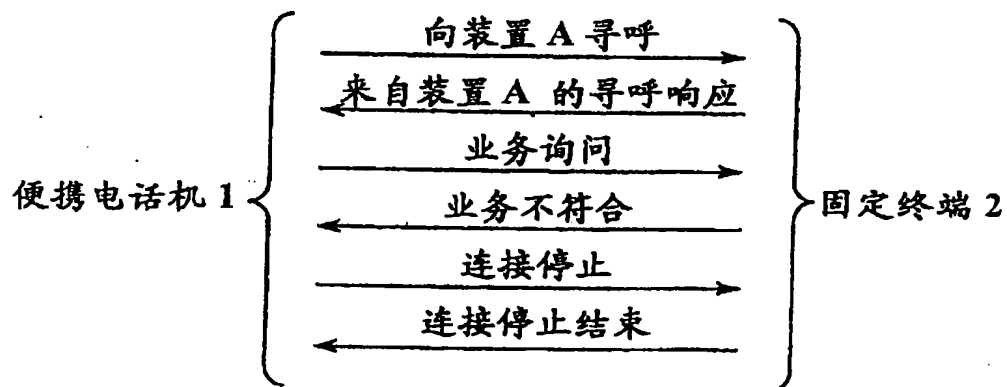 向装置 A 寻呼
来自装置 A 的寻呼响应
业务询问
便携电话机 1
业务不符合
固定终端 2
连接停止
连接停止结束